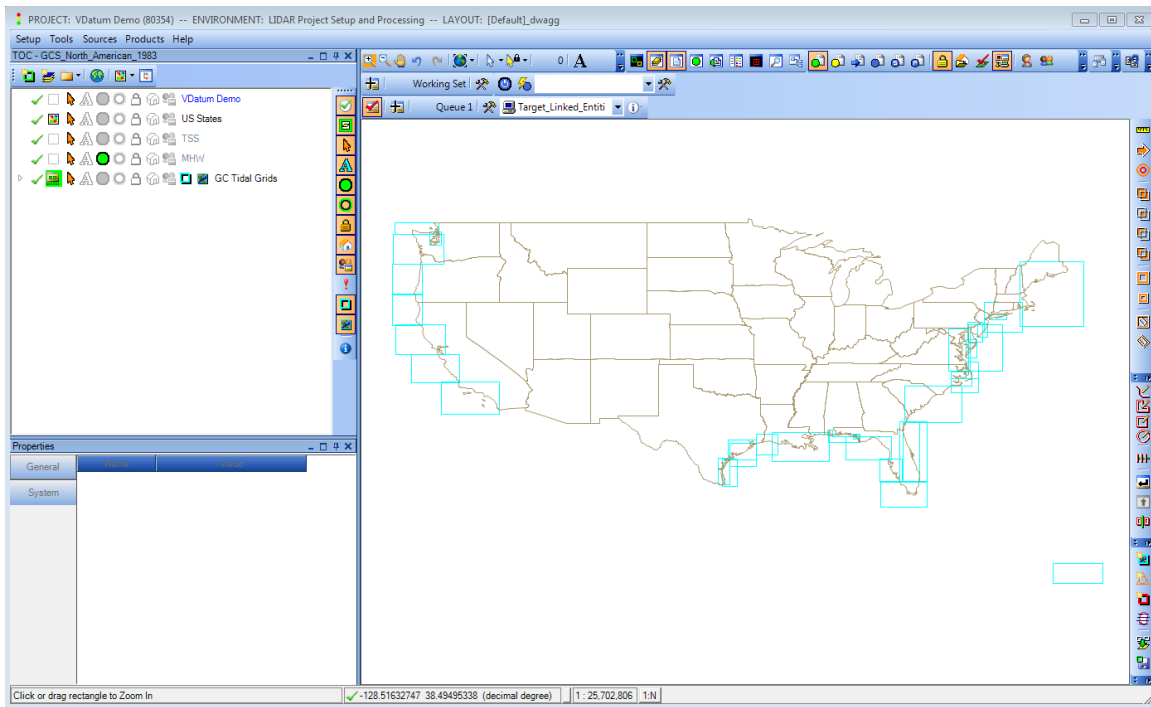 PROJECT: VDatum Demo (80354) -- ENVIRONMENT: LIDAR Project Setup and Processing -- LAYOUT: [Default]_dwagg
Setup Tools Sources Products Help
TOC - GCS_North_American_1983
0 A
Working Set
Queue 1 Target_Linked_Entiti
VDatum Demo
US States
TSS
MHW
GC Tidal Grids
Properties
General Name Value
System
Click or drag rectangle to Zoom In
-128.51632747 38.49495338 (decimal degree) 1 : 25,702,806 1:N